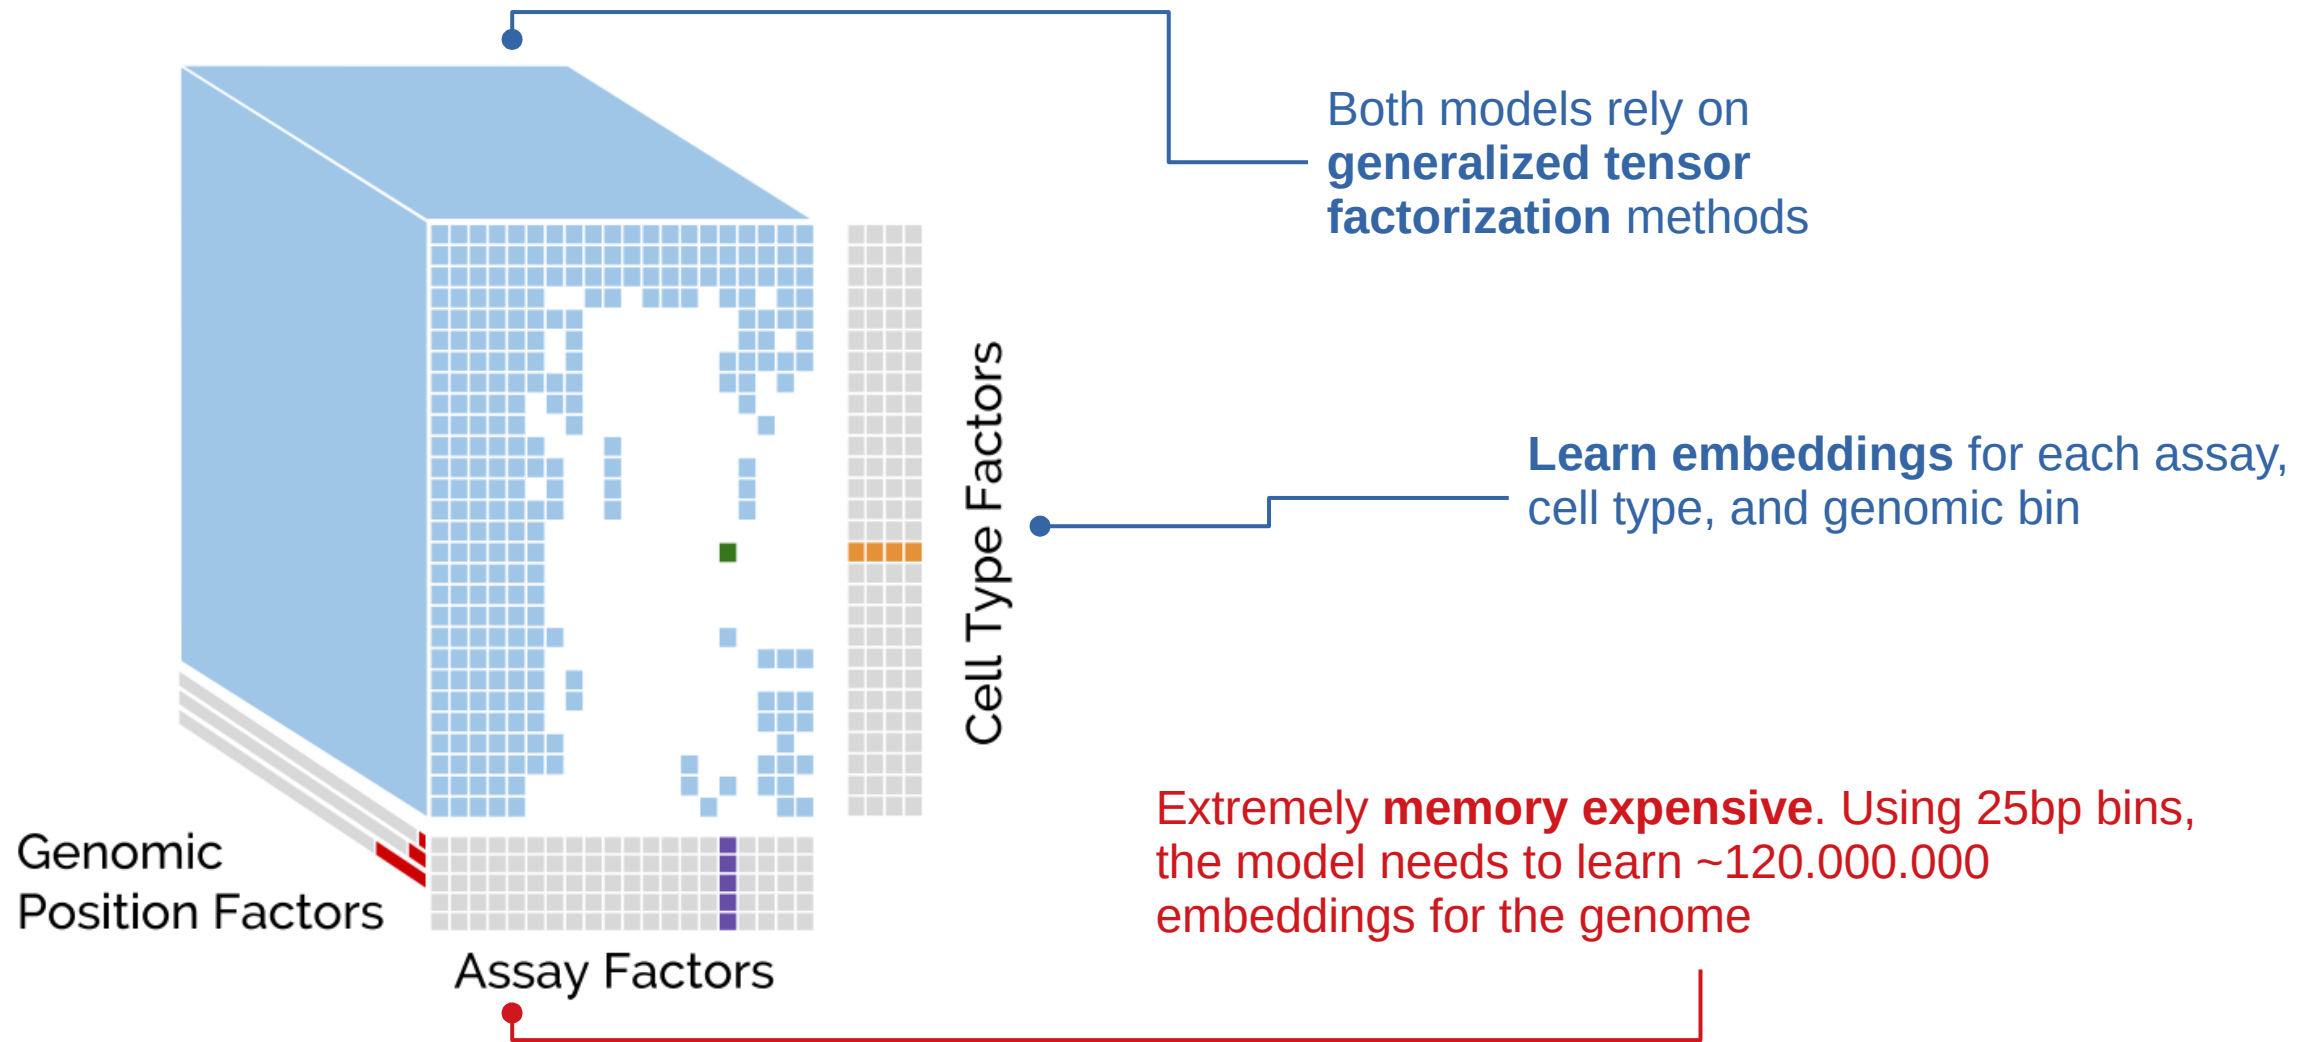 Both models rely on
generalized tensor
factorization methods
Cell Type Factors
Learn embeddings for each assay,
cell type, and genomic bin
Extremely memory expensive. Using 25bp bins,
the model needs to learn ~120.000.000
embeddings for the genome
Genomic
Position Factors
Assay Factors